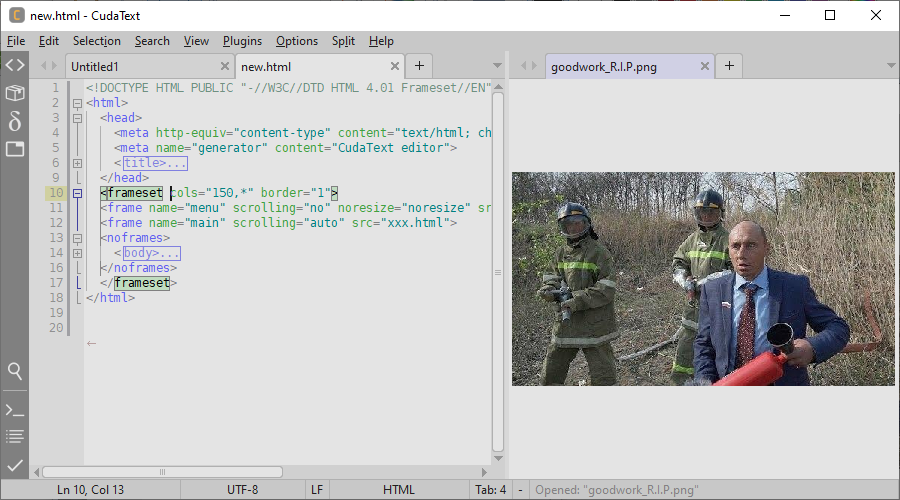 new.html - CudaText
File Edit Selection Search View Plugins Options Split Help
Untitled1
new.html
goodwork_R.I.P.png
1 <!DOCTYPE HTML PUBLIC "-//W3C//DTD HTML 4.01 Frameset//EN"
2 <html>
3 <head>
4 <meta http-equiv="content-type" content="text/html; ch
5 <meta name="generator" content="CudaText editor">
6 <title>...
9 </head>
10 <frameset cols="150,*" border="1">
11 <frame name="menu" scrolling="no" noresize="noresize" sr
12 <frame name="main" scrolling="auto" src="xxx.html">
13 <noframes>
14 <body>...
16 </noframes>
17 </frameset>
18 </html>
19
20
Ln 10, Col 13
UTF-8
LF
HTML
Tab: 4
-
Opened: "goodwork_R.I.P.png"